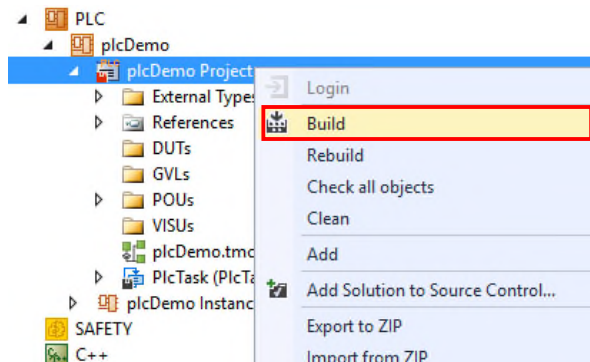 PLC
plcDemo
plcDemo Project
External Types
References
DUTs
GVLs
POUs
VISUs
plcDemo.tmc
PlcTask (PlcTa
plcDemo Instanc
SAFETY
C++
Login
Build
Rebuild
Check all objects
Clean
Add
Add Solution to Source Control...
Export to ZIP
Import from ZIP